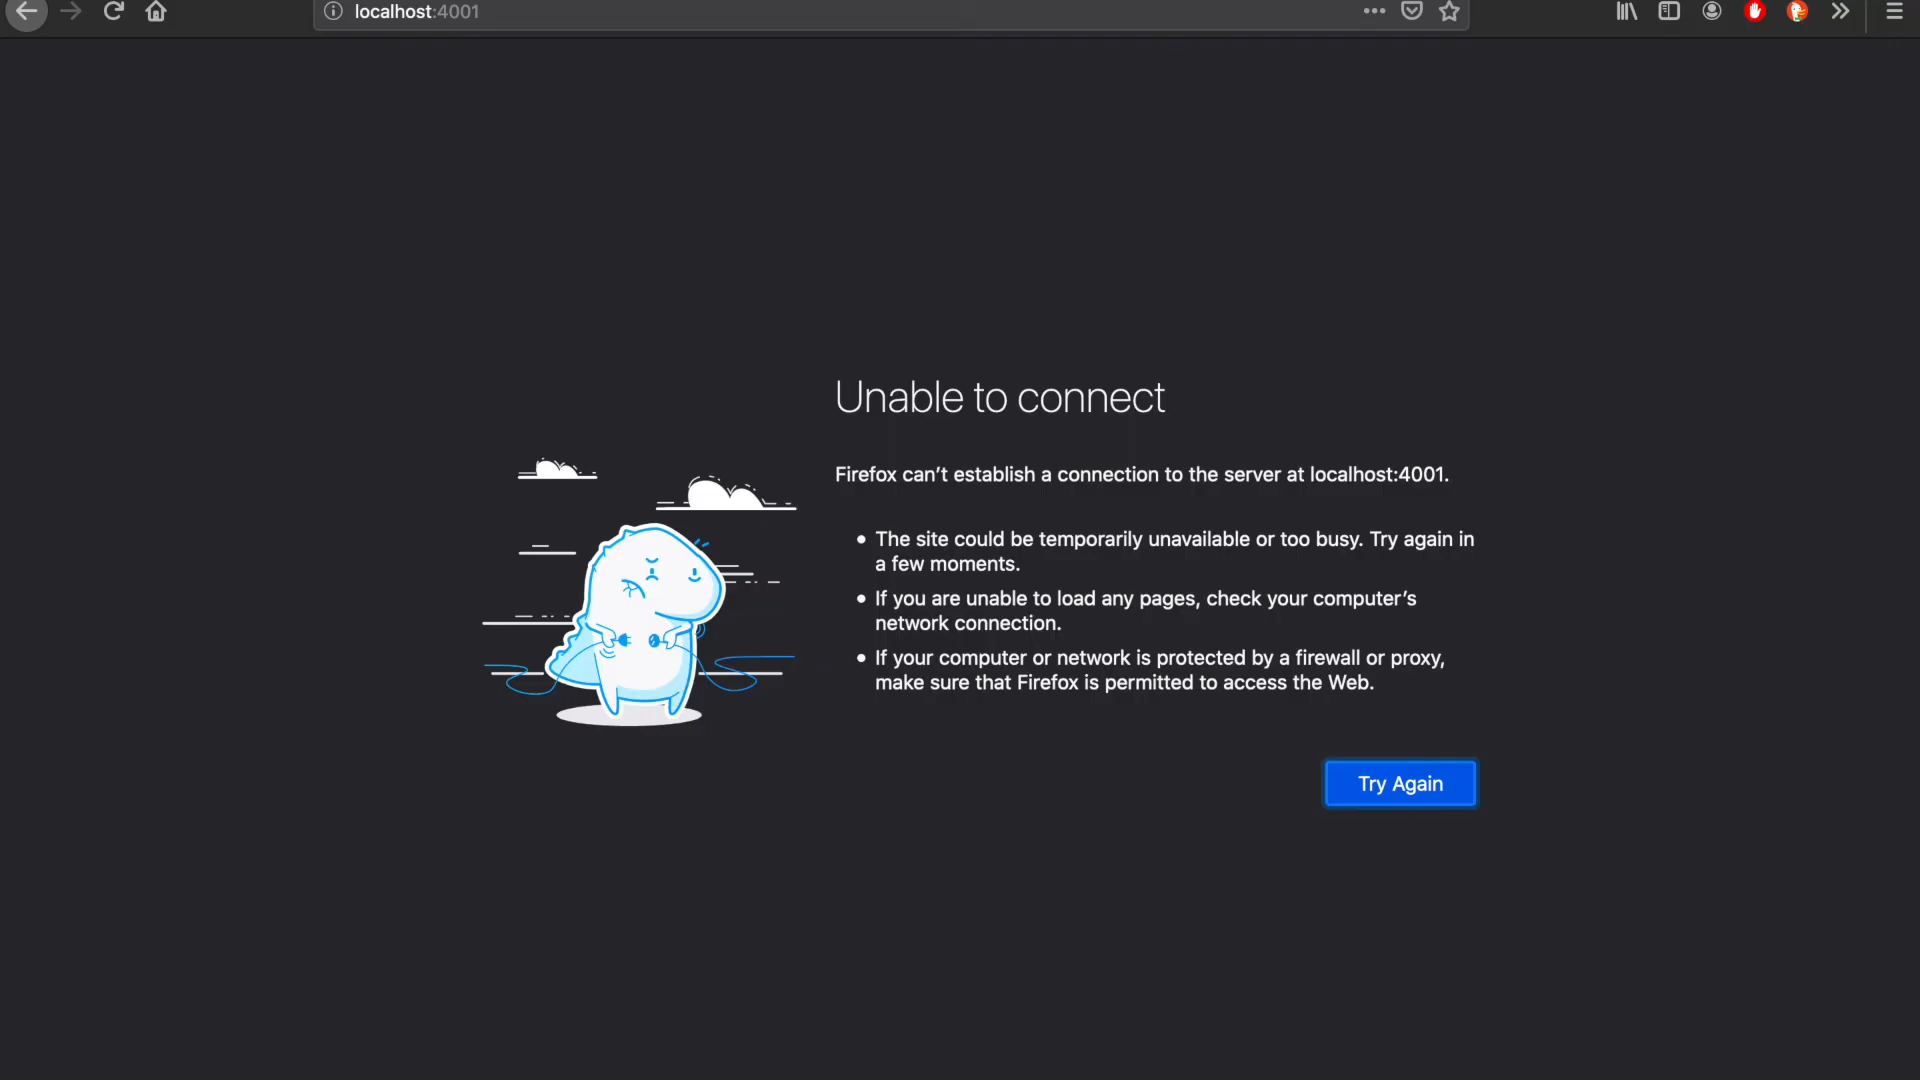 localhost:4001
Unable to connect
Firefox can’t establish a connection to the server at localhost:4001.
The site could be temporarily unavailable or too busy. Try again in
a few moments.
If you are unable to load any pages, check your computer’s
network connection.
If your computer or network is protected by a firewall or proxy,
make sure that Firefox is permitted to access the Web.
Try Again